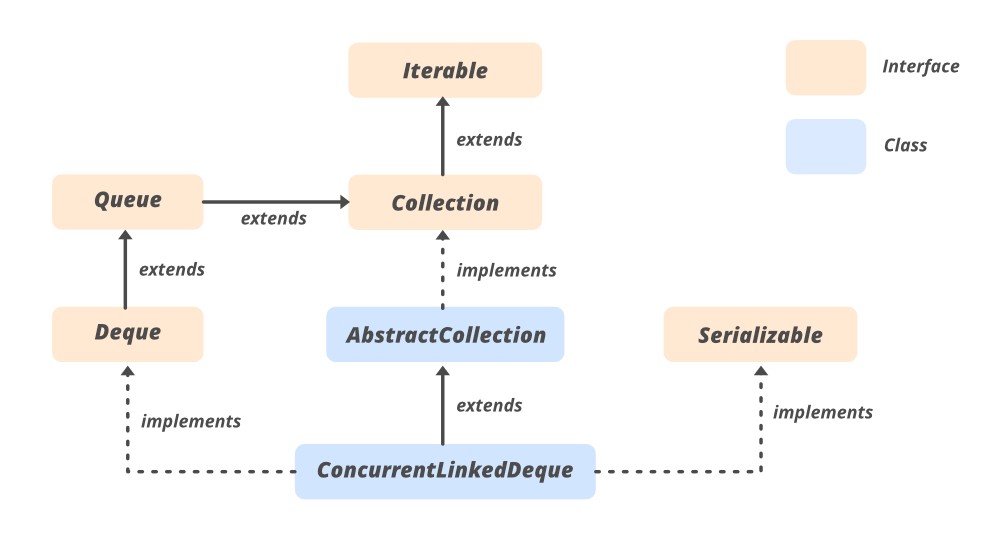 Iterable
Interface
extends
Class
Queue
extends
Collection
extends
implements
Deque
AbstractCollection
Serializable
implements
extends
implements
ConcurrentLinkedDeque